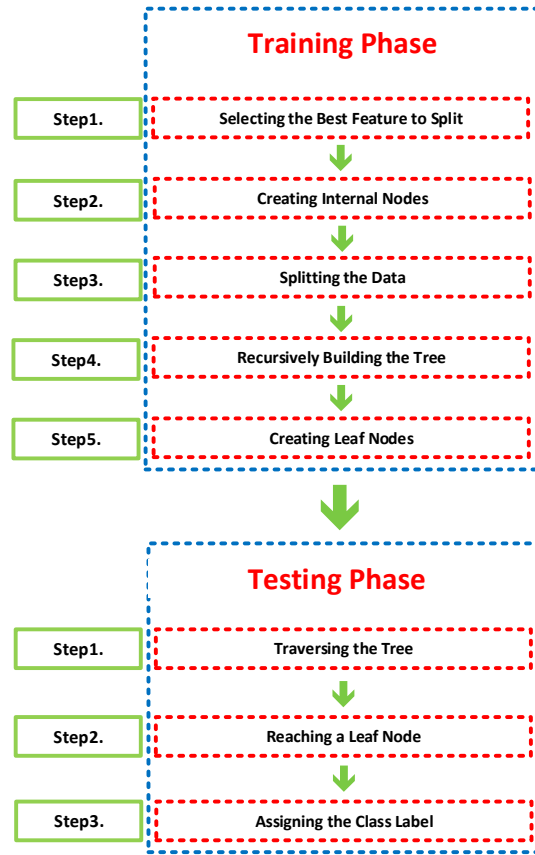 Training Phase
Step1.
Selecting the Best Feature to Split
Step2.
Creating Internal Nodes
Step3.
Splitting the Data
Step4.
Recursively Building the Tree
Step5.
Creating Leaf Nodes
Testing Phase
Step1.
Traversing the Tree
Step2.
Reaching a Leaf Node
Step3.
Assigning the Class Label